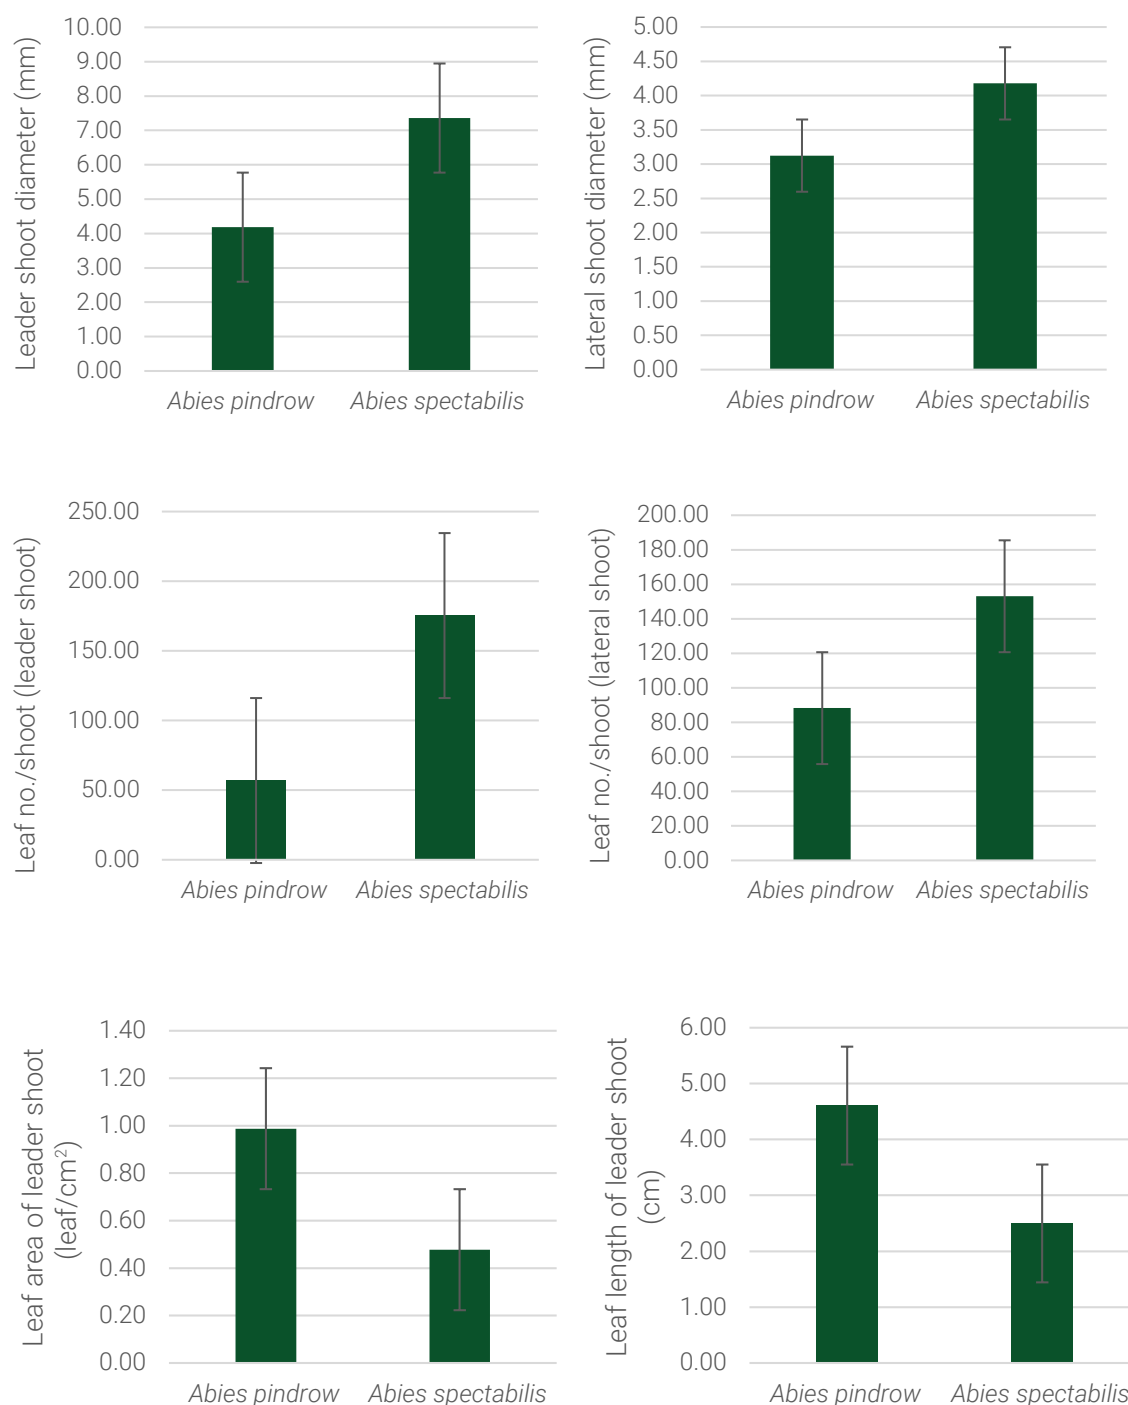 Leader shoot diameter (mm)
10.00
9.00
8.00
7.00
6.00
5.00
4.00
3.00
2.00
1.00
0.00
Abies pindrow
Abies spectabilis
Lateral shoot diameter (mm)
5.00
4.50
4.00
3.50
3.00
2.50
2.00
1.50
1.00
0.50
0.00
Abies pindrow
Abies spectabilis
Leaf no./shoot (leader shoot)
250.00
200.00
150.00
100.00
50.00
0.00
Abies pindrow
Abies spectabilis
Leaf no./shoot (lateral shoot)
200.00
180.00
160.00
140.00
120.00
100.00
80.00
60.00
40.00
20.00
0.00
Abies pindrow
Abies spectabilis
Leaf area of leader shoot
(leaf/cm²)
1.40
1.20
1.00
0.80
0.60
0.40
0.20
0.00
Abies pindrow
Abies spectabilis
Leaf length of leader shoot
(cm)
6.00
5.00
4.00
3.00
2.00
1.00
0.00
Abies pindrow
Abies spectabilis